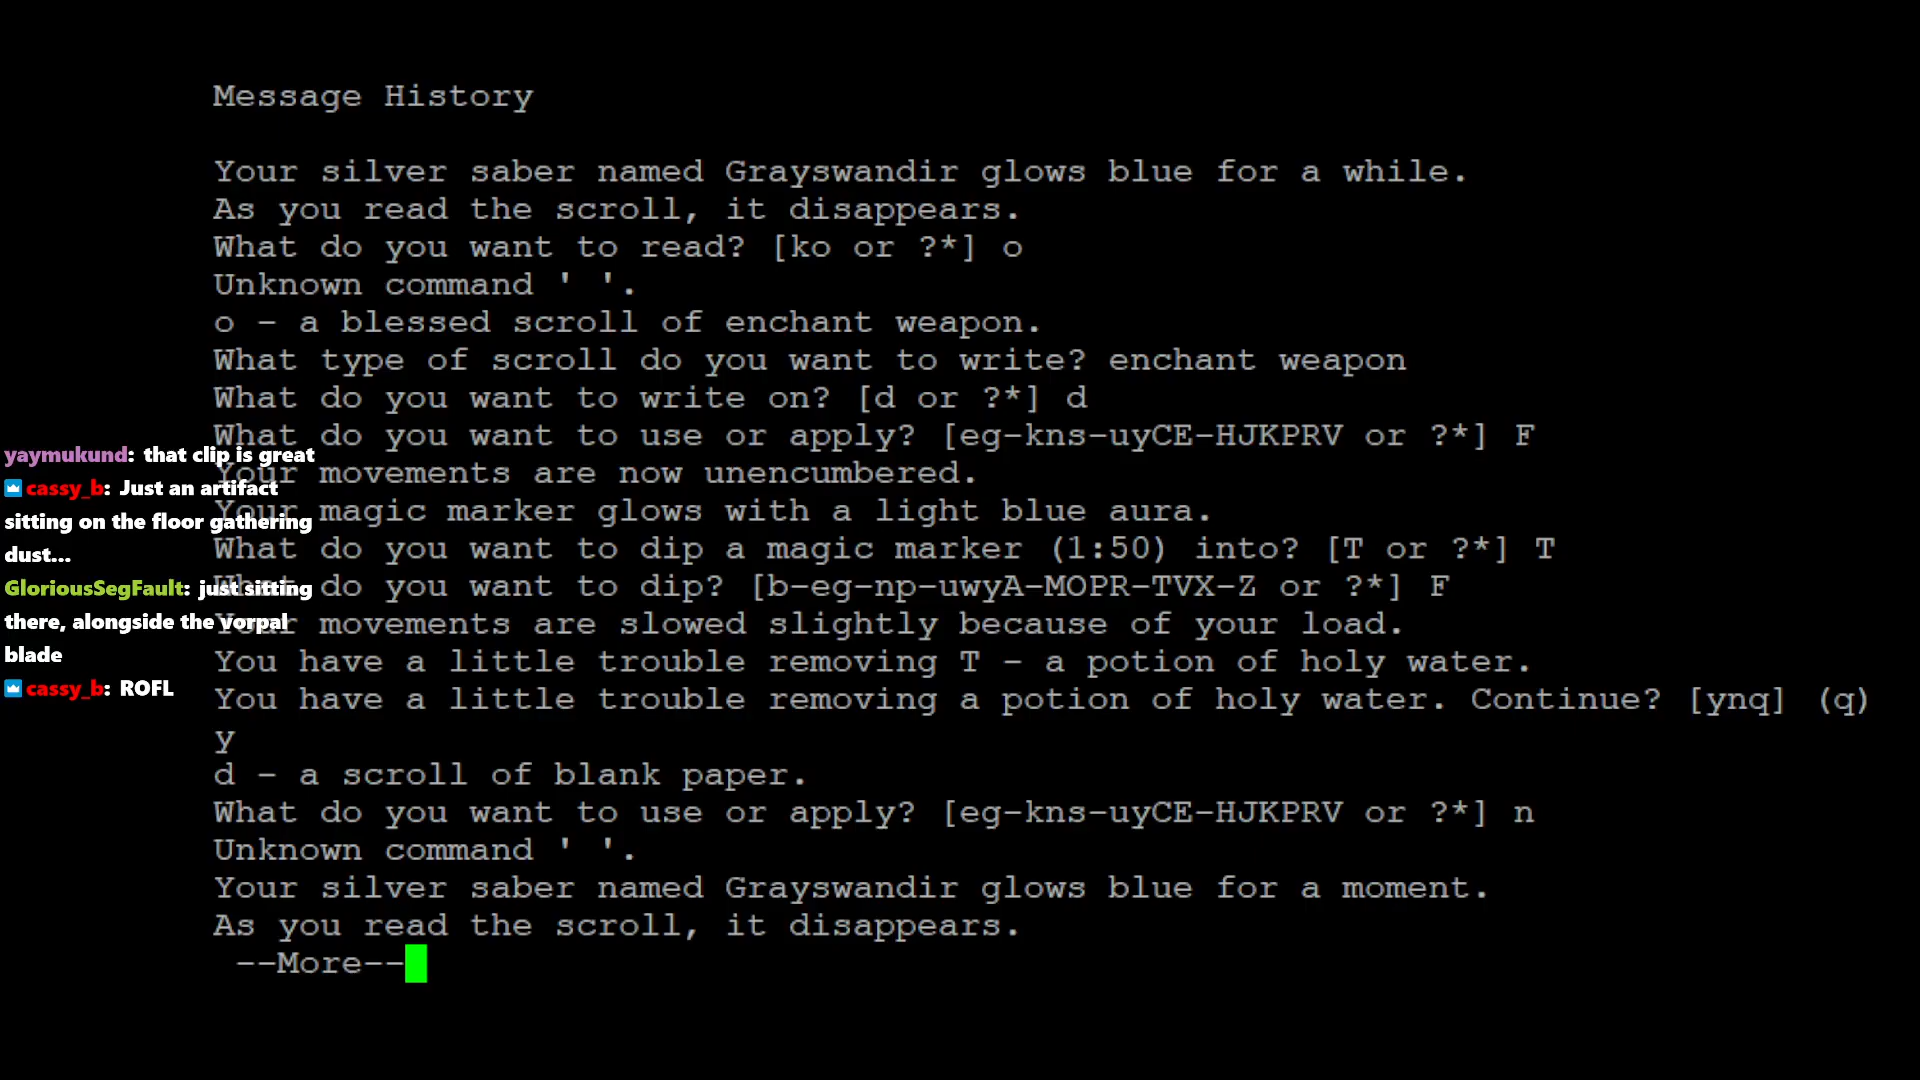 Message History
Your silver saber named Grayswandir glows blue for a while.
As you read the scroll, it disappears.
What do you want to read? [ko or ?*] o
Unknown command ' '.
o - a blessed scroll of enchant weapon.
What type of scroll do you want to write? enchant weapon
What do you want to write on? [d or ?*] d
What do you want to use or apply? [eg-kns-uyCE-HJKPRV or ?*] F
Your movements are now unencumbered.
Your magic marker glows with a light blue aura.
What do you want to dip a magic marker (1:50) into? [T or ?*] T
What do you want to dip? [b-eg-np-uwyA-MOPR-TVX-Z or ?*] F
Your movements are slowed slightly because of your load.
You have a little trouble removing T - a potion of holy water.
You have a little trouble removing a potion of holy water. Continue? [ynq] (q)
y
d - a scroll of blank paper.
What do you want to use or apply? [eg-kns-uyCE-HJKPRV or ?*] n
Unknown command ' '.
Your silver saber named Grayswandir glows blue for a moment.
As you read the scroll, it disappears.
--More--
yaymukund: that clip is great
cassy_b: Just an artifact
sitting on the floor gathering
dust...
GloriousSegFault: just sitting
there, alongside the vorpal
blade
cassy_b: ROFL